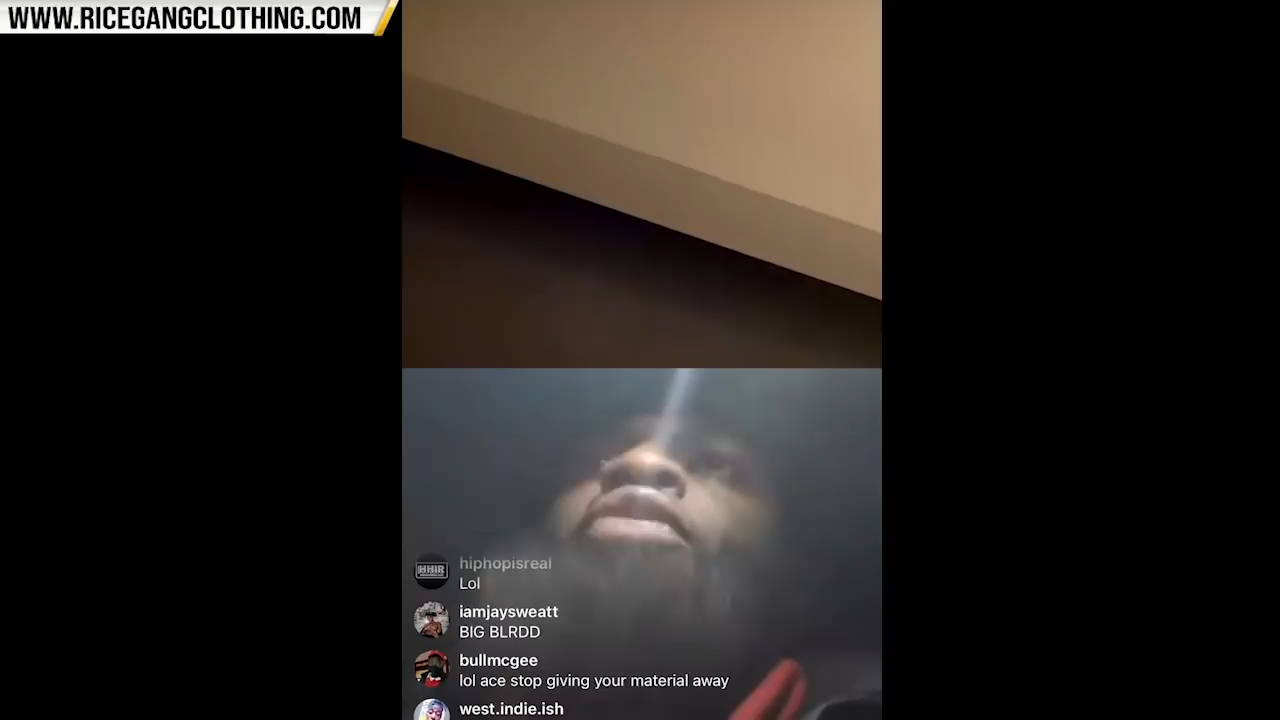 WWW.RICEGANGCLOTHING.COM
hiphopisreal
Lol
iamjaysweatt
BIG BLRDD
bullmcgee
lol ace stop giving your material away
west.indie.ish